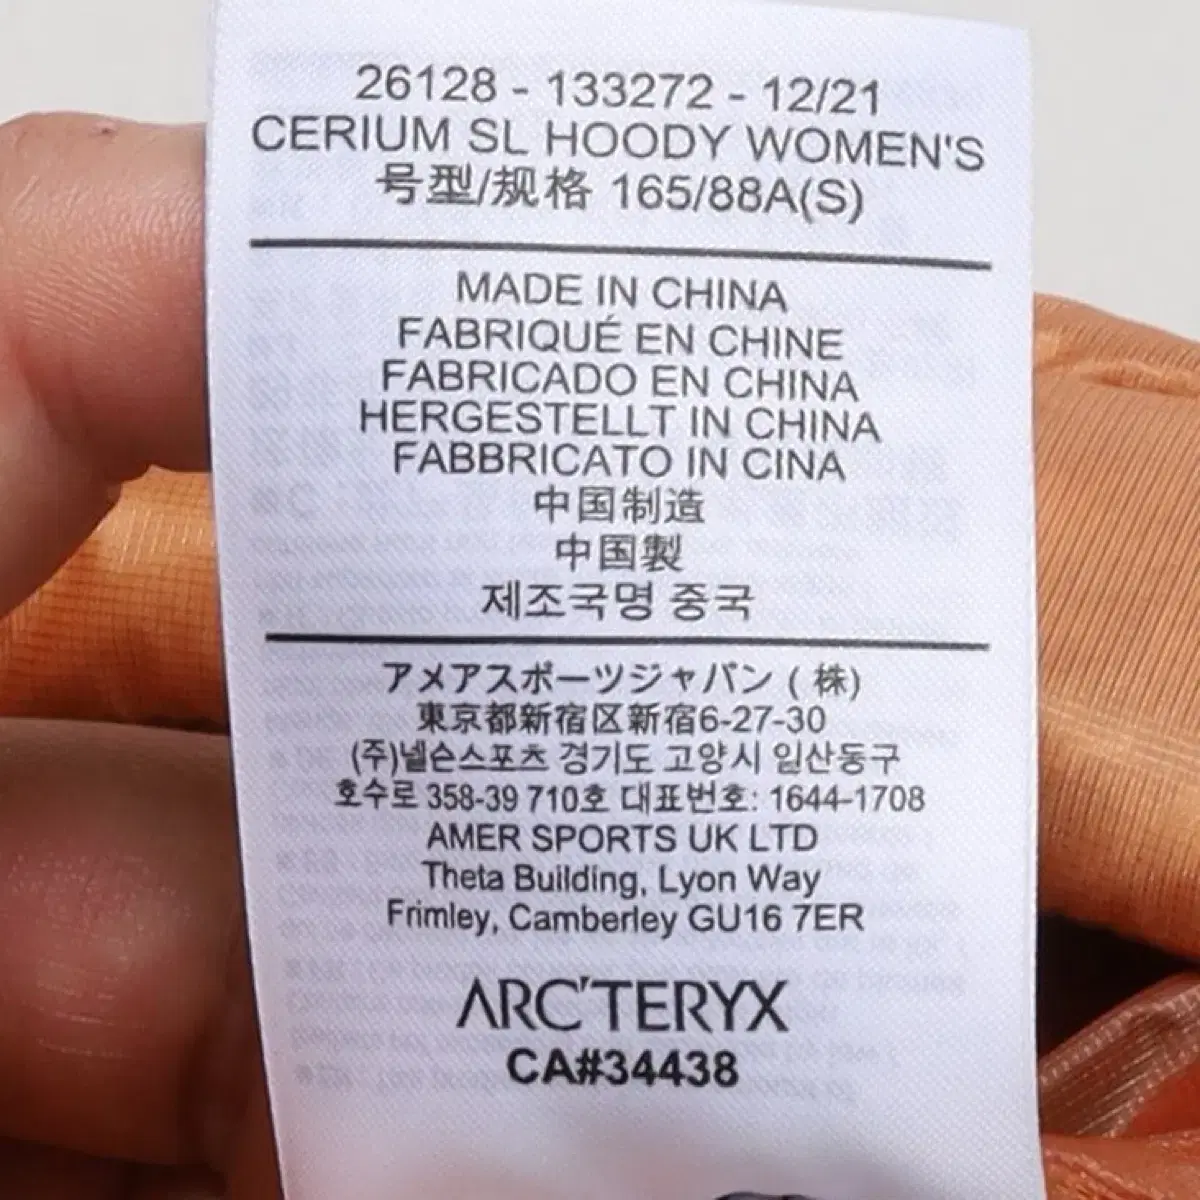 26128 - 133272 - 12/21
CERIUM SL HOODY WOMEN'S
号型/规格 165/88A(S)
MADE IN CHINA
FABRIQUÉ EN CHINE
FABRICADO EN CHINA
HERGESTELLT IN CHINA
FABBRICATO IN CINA
中国制造
中国製
제조국명 중국
アメアスポーツジャパン ( 株)
東京都新宿区新宿6-27-30
(주)넬슨스포츠 경기도 고양시 일산동구
호수로 358-39 710호 대표번호: 1644-1708
AMER SPORTS UK LTD
Theta Building, Lyon Way
Frimley, Camberley GU16 7ER
ARC'TERYX
CA#34438